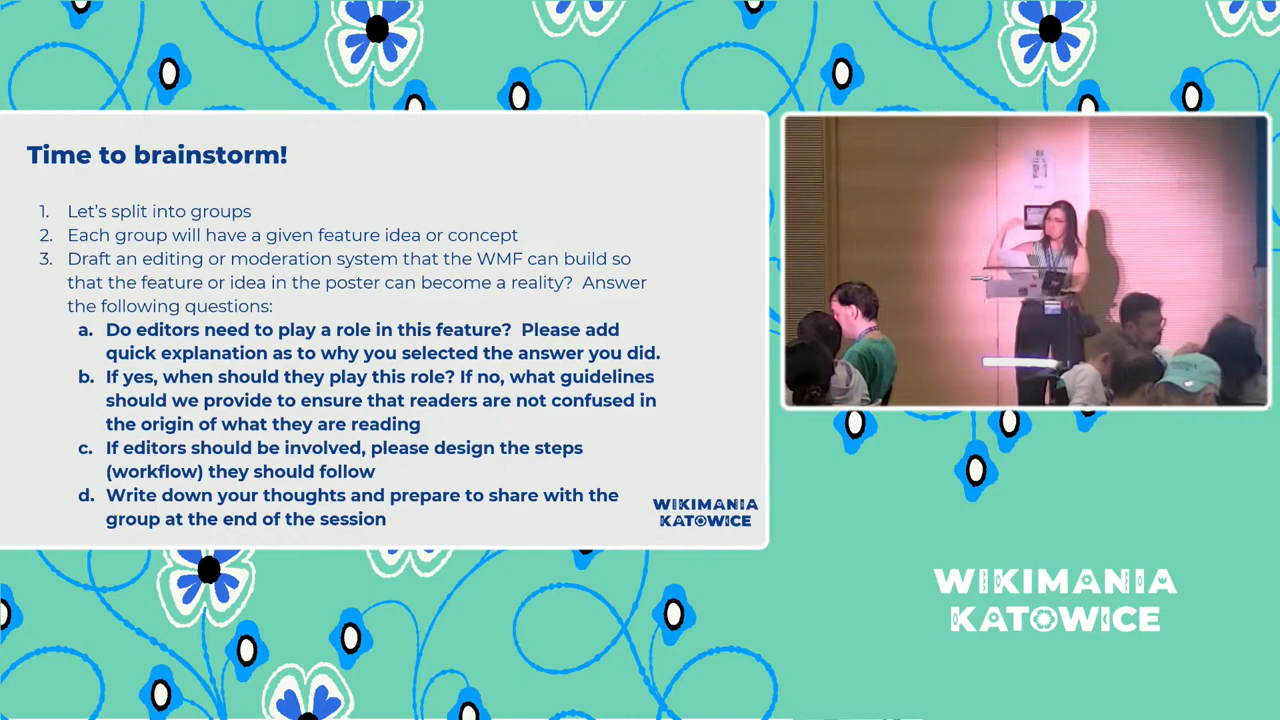 Time to brainstorm!
1. Let's split into groups
2. Each group will have a given feature idea or concept
3. Draft an editing or moderation system that the WMF can build so
that the feature or idea in the poster can become a reality?  Answer
the following questions:
a. Do editors need to play a role in this feature?  Please add
quick explanation as to why you selected the answer you did.
b. If yes, when should they play this role? If no, what guidelines
should we provide to ensure that readers are not confused in
the origin of what they are reading
c. If editors should be involved, please design the steps
(workflow) they should follow
d. Write down your thoughts and prepare to share with the
group at the end of the session
WIKIMANIA
KATOWICE
WIKIMANIA
KATOWICE